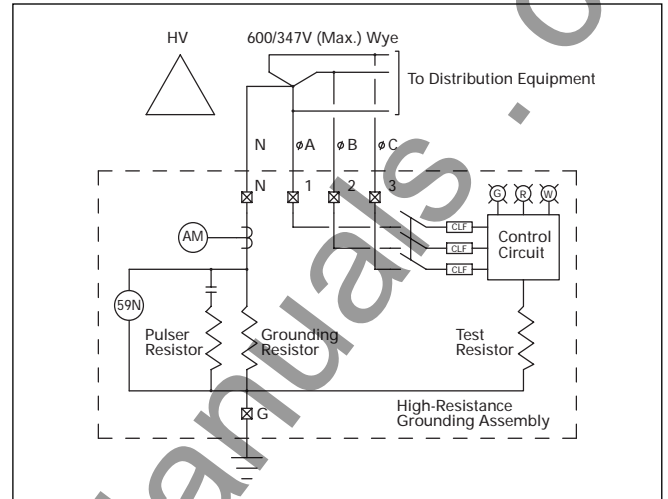 HV
600/347V (Max.) Wye
To Distribution Equipment
N
øA
øB
øC
N
1
2
3
G
R
W
AM
CLF
CLF
CLF
Control
Circuit
59N
Pulser
Resistor
Grounding
Resistor
Test
Resistor
High-Resistance
Grounding Assembly
G